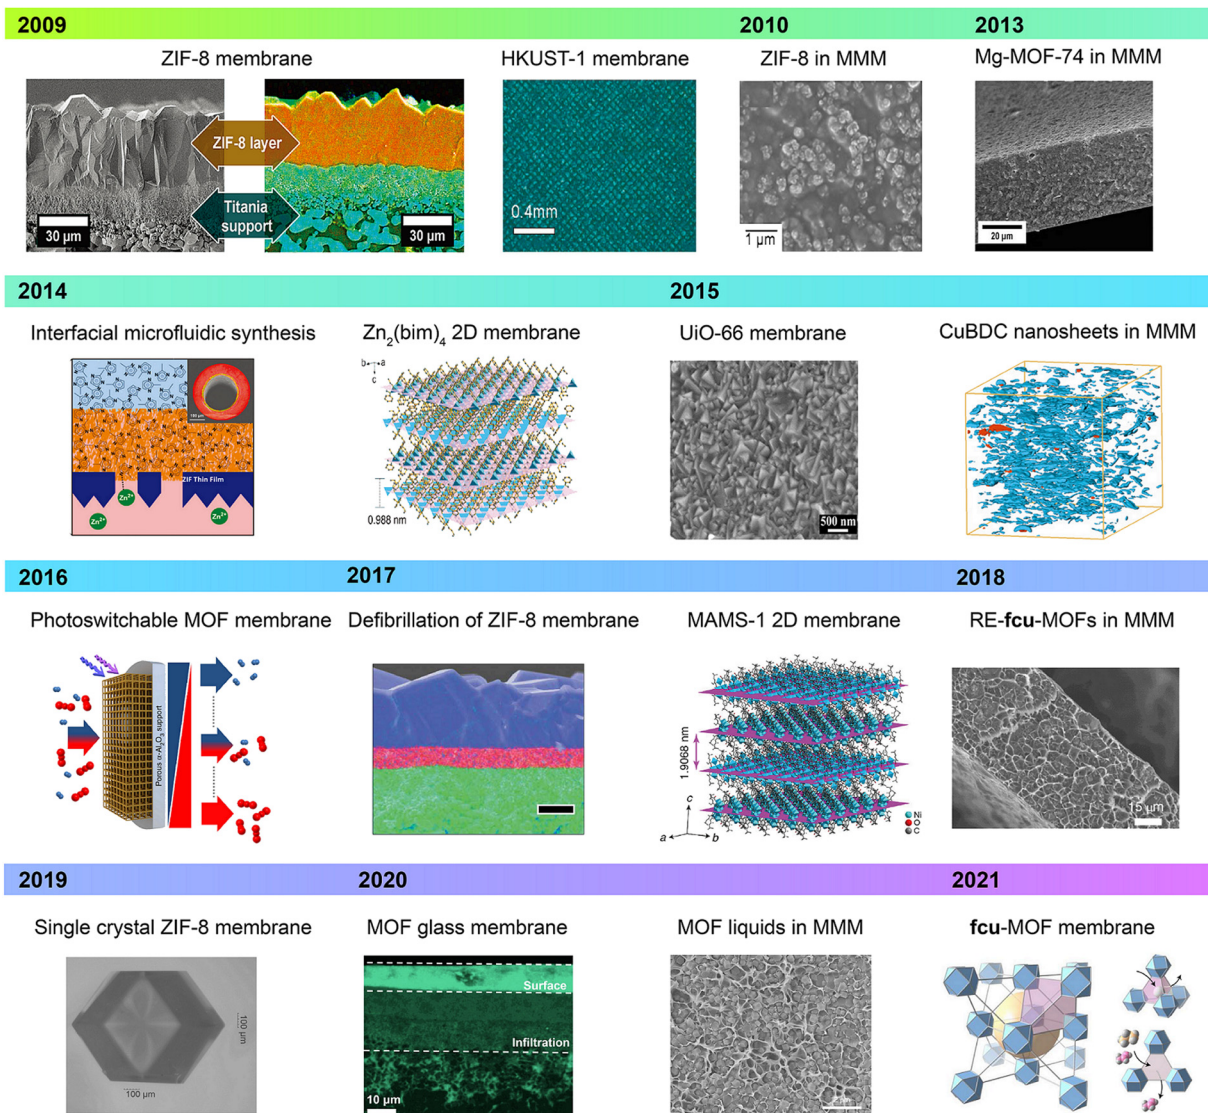 2009
2010
2013
ZIF-8 membrane
HKUST-1 membrane
ZIF-8 in MMM
Mg-MOF-74 in MMM
ZIF-8 layer
Titania
support
30 µm
30 µm
0.4mm
1 µm
20 µm
2014
2015
Interfacial microfluidic synthesis
Zn2(bim)4 2D membrane
UiO-66 membrane
CuBDC nanosheets in MMM
b a
c
ZIF Thin Film
Zn2+
Zn2+
Zn2+
0.988 nm
500 nm
2016
2017
2018
Photoswitchable MOF membrane
Defibrillation of ZIF-8 membrane
MAMS-1 2D membrane
RE-fcu-MOFs in MMM
Porous α-Al2O3 support
1.9068 nm
c
a
b
Ni
O
C
15 µm
2019
2020
2021
Single crystal ZIF-8 membrane
MOF glass membrane
MOF liquids in MMM
fcu-MOF membrane
100 µm
100 µm
Surface
Infiltration
10 µm